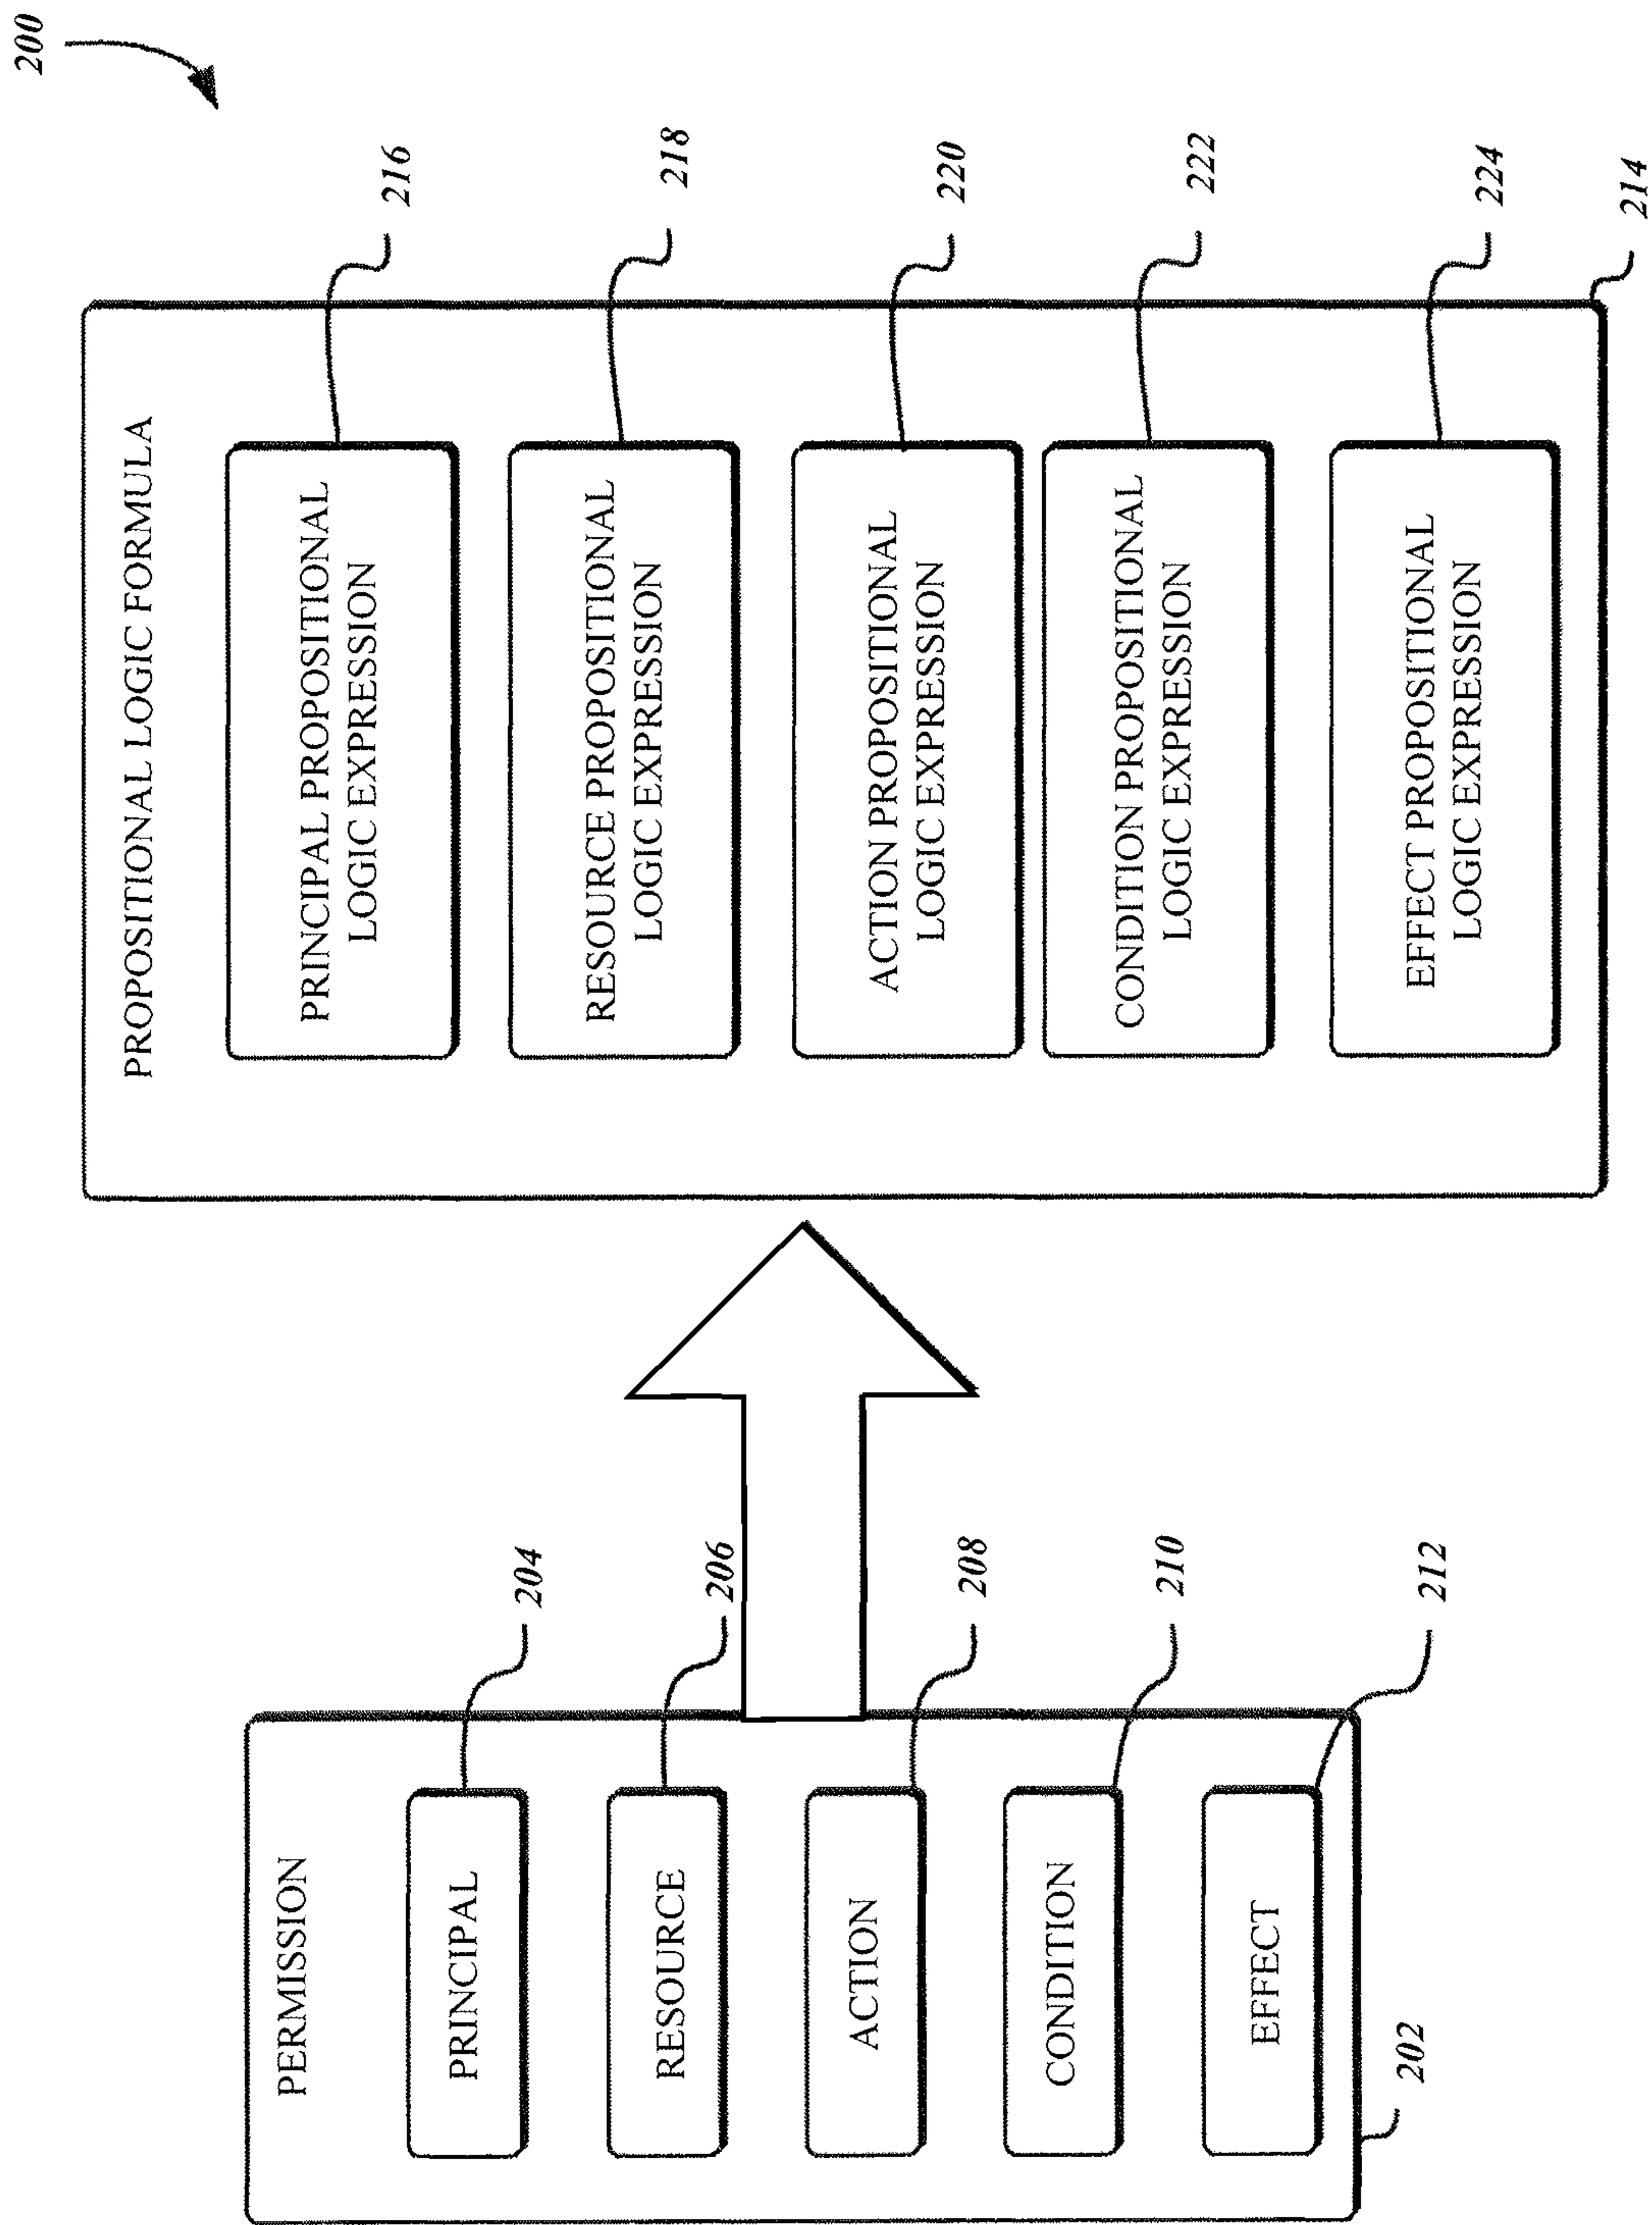 200
PERMISSION
PRINCIPAL
204
RESOURCE
206
ACTION
208
CONDITION
210
EFFECT
212
202
PROPOSITIONAL LOGIC FORMULA
PRINCIPAL PROPOSITIONAL
LOGIC EXPRESSION
216
RESOURCE PROPOSITIONAL
LOGIC EXPRESSION
218
ACTION PROPOSITIONAL
LOGIC EXPRESSION
220
CONDITION PROPOSITIONAL
LOGIC EXPRESSION
222
EFFECT PROPOSITIONAL
LOGIC EXPRESSION
224
214